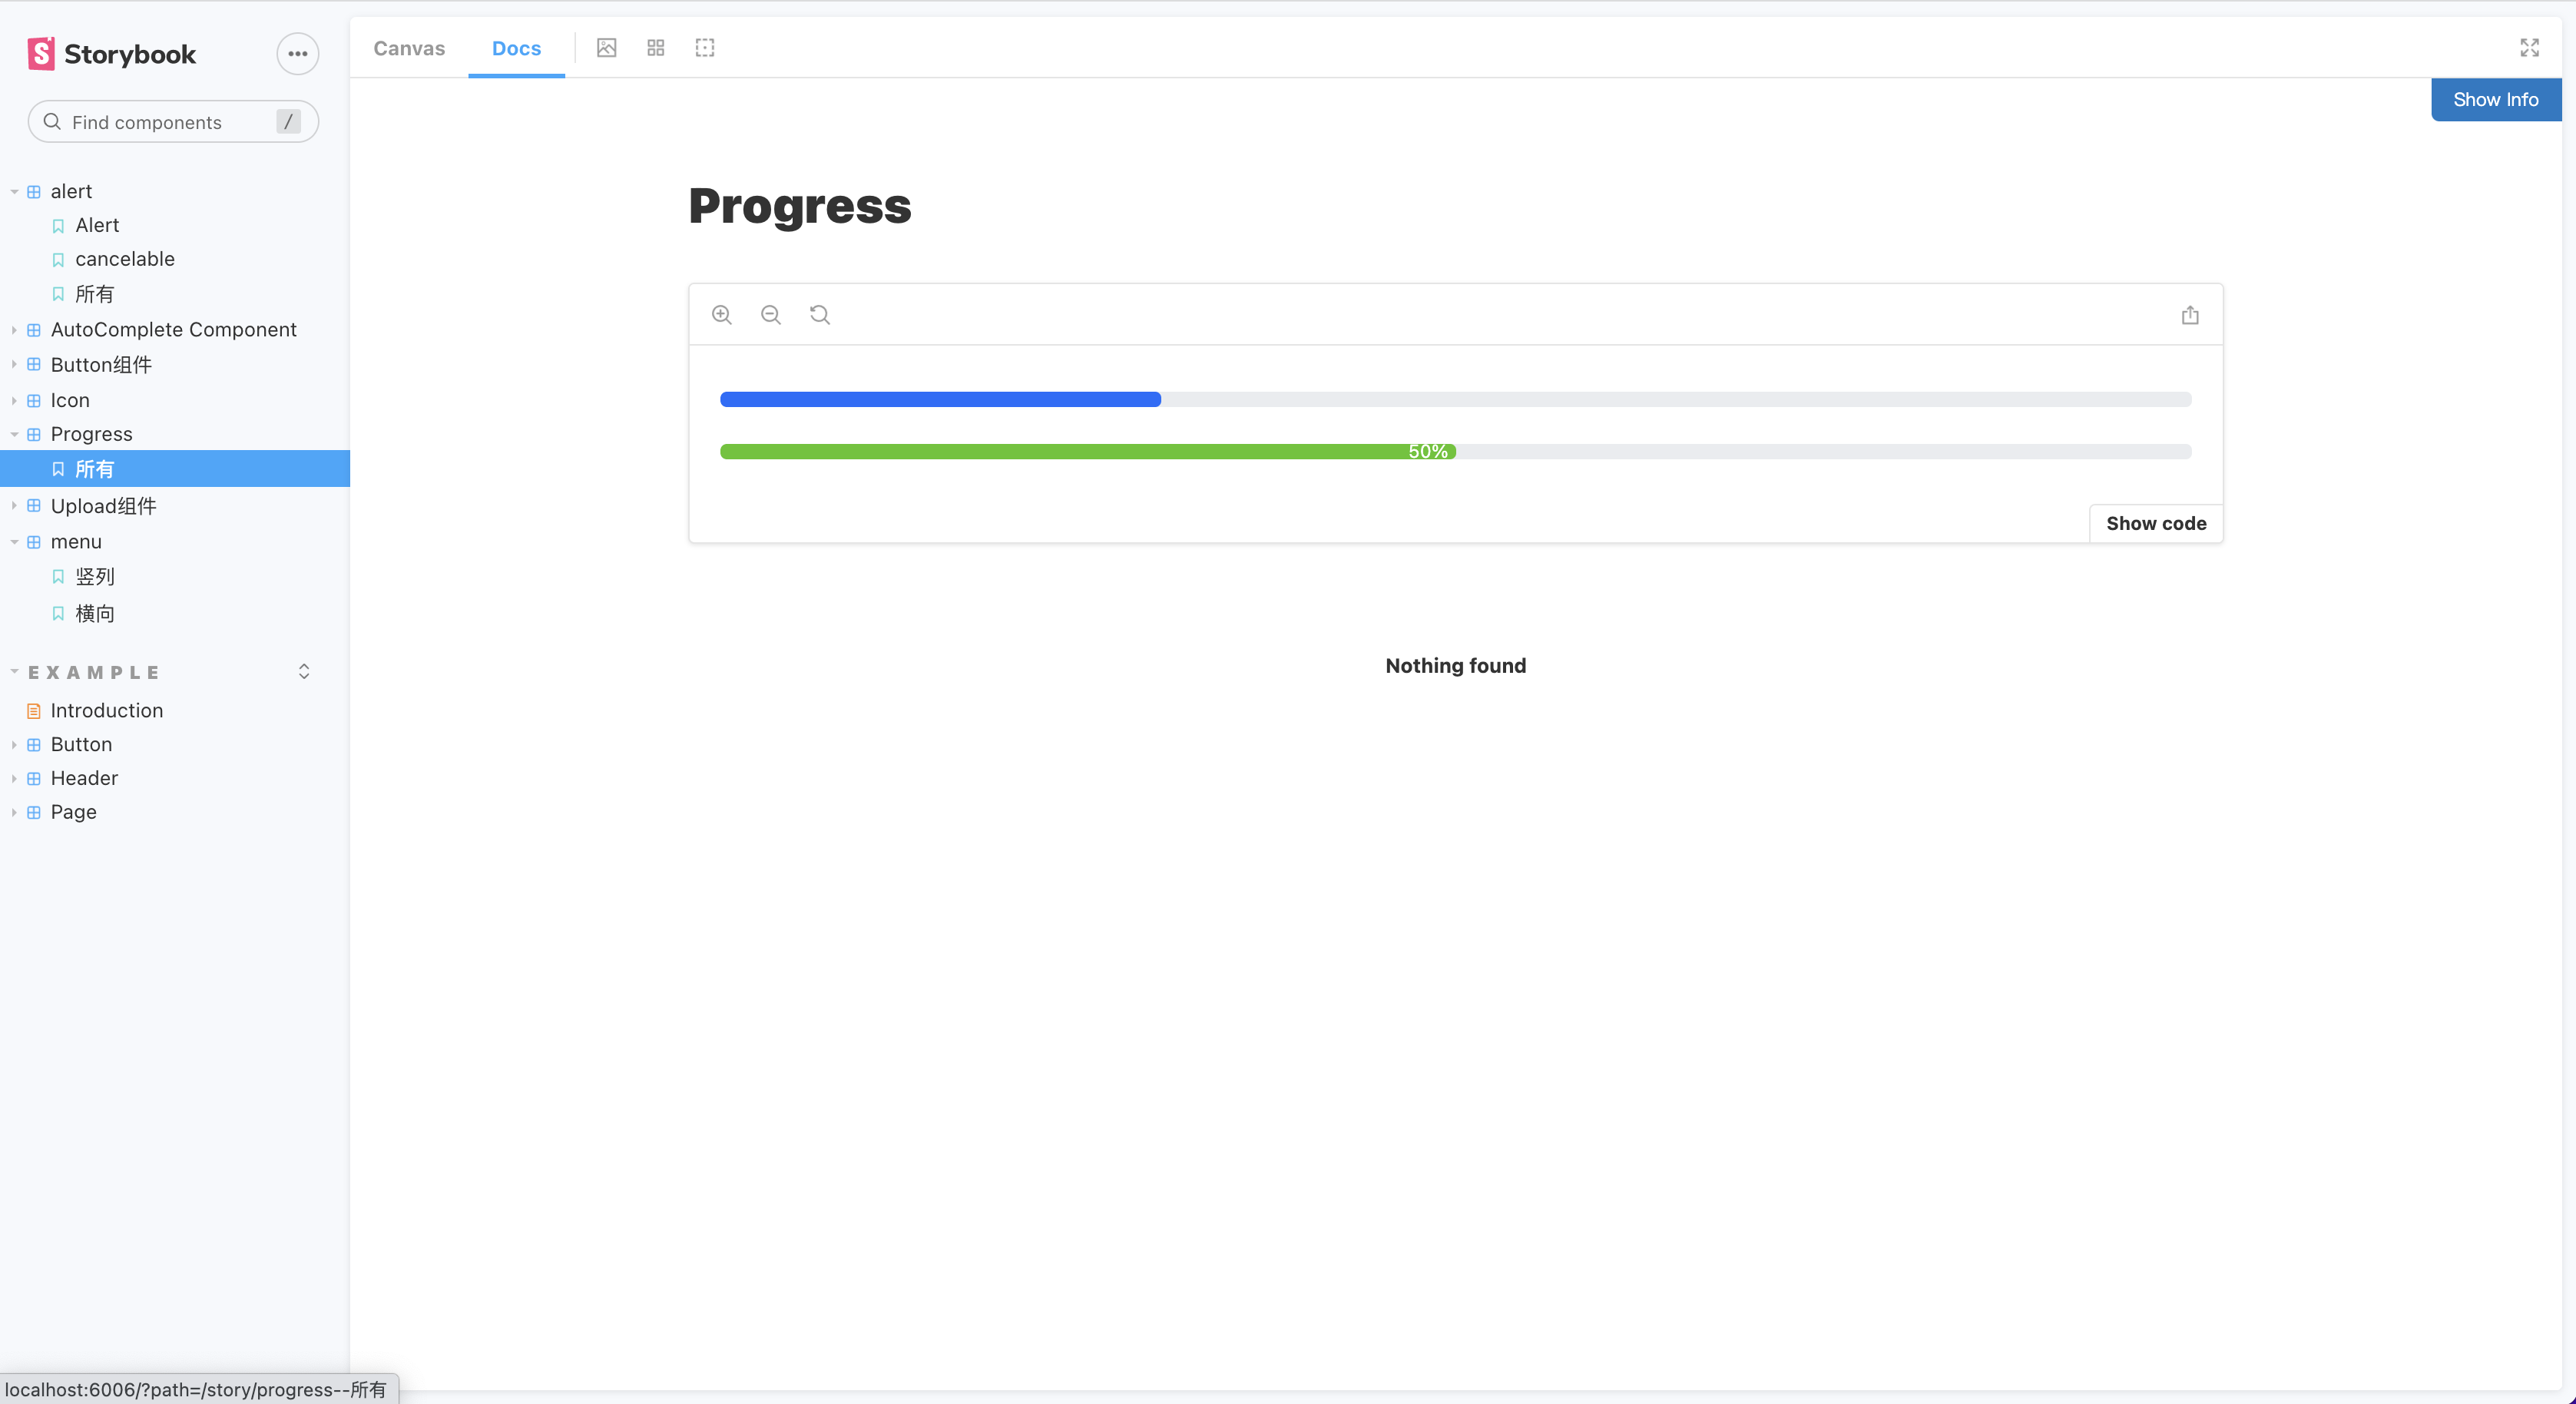 Storybook
Find components
/
alert
Alert
cancelable
所有
AutoComplete Component
Button组件
Icon
Progress
所有
Upload组件
menu
竖列
横向
EXAMPLE
Introduction
Button
Header
Page
localhost:6006/?path=/story/progress--所有
Canvas
Docs
Show Info
Progress
50%
Show code
Nothing found